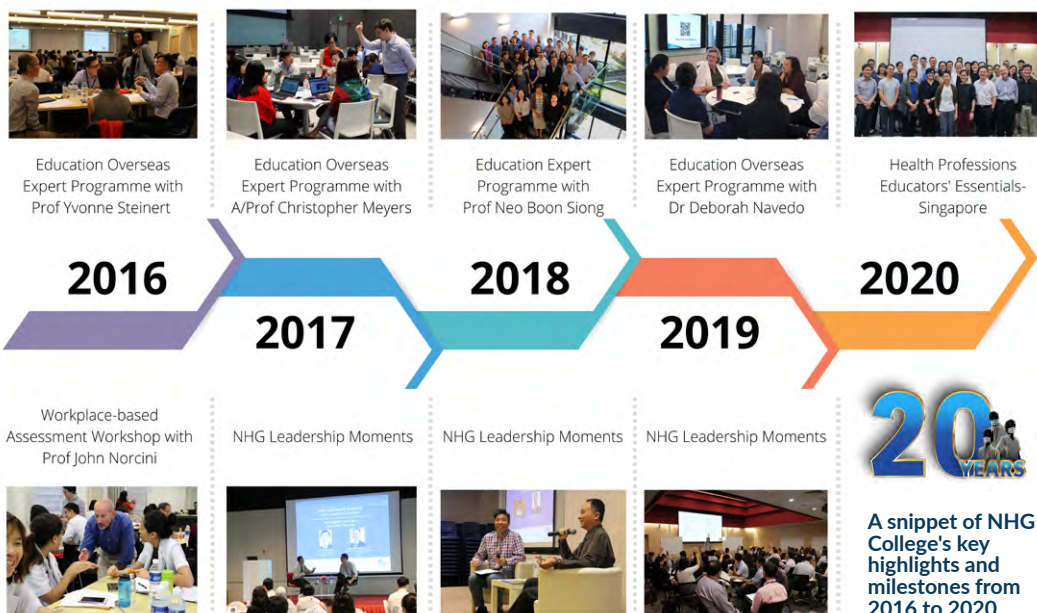 Education Overseas
Expert Programme with
Prof Yvonne Steinert
Education Overseas
Expert Programme with
A/Prof Christopher Meyers
Education Expert
Programme with
Prof Neo Boon Siong
Education Overseas
Expert Programme with
Dr Deborah Navedo
Health Professions
Educators' Essentials-
Singapore
2016
2017
2018
2019
2020
Workplace-based
Assessment Workshop with
Prof John Norcini
NHG Leadership Moments
NHG Leadership Moments
NHG Leadership Moments
20
YEARS
A snippet of NHG
College's key
highlights and
milestones from
2016 to 2020